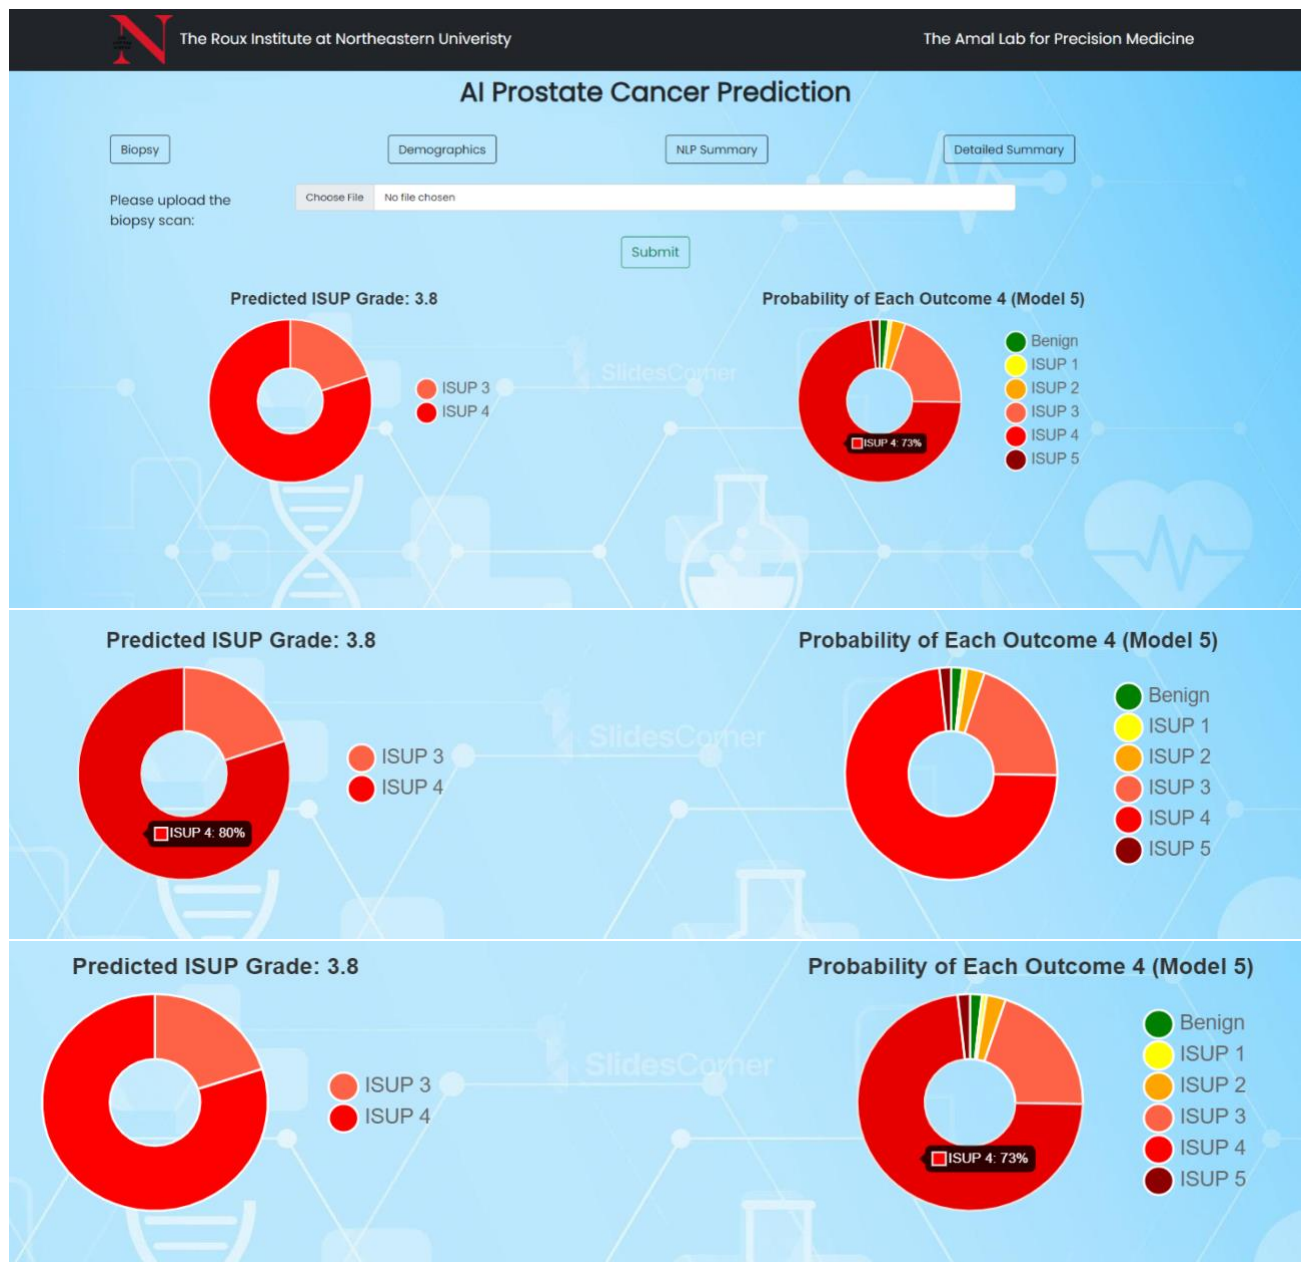 The Roux Institute at Northeastern Univeristy
The Amal Lab for Precision Medicine
AI Prostate Cancer Prediction
Biopsy
Demographics
NLP Summary
Detailed Summary
Please upload the
biopsy scan:
Choose File
No file chosen
Submit
Predicted ISUP Grade: 3.8
ISUP 3
ISUP 4
SlidesCorner
Probability of Each Outcome 4 (Model 5)
Benign
ISUP 1
ISUP 2
ISUP 3
ISUP 4
ISUP 5
ISUP 4: 73%
Predicted ISUP Grade: 3.8
ISUP 3
ISUP 4
ISUP 4: 80%
SlidesCorner
Probability of Each Outcome 4 (Model 5)
Benign
ISUP 1
ISUP 2
ISUP 3
ISUP 4
ISUP 5
Predicted ISUP Grade: 3.8
ISUP 3
ISUP 4
SlidesCorner
Probability of Each Outcome 4 (Model 5)
Benign
ISUP 1
ISUP 2
ISUP 3
ISUP 4
ISUP 5
ISUP 4: 73%